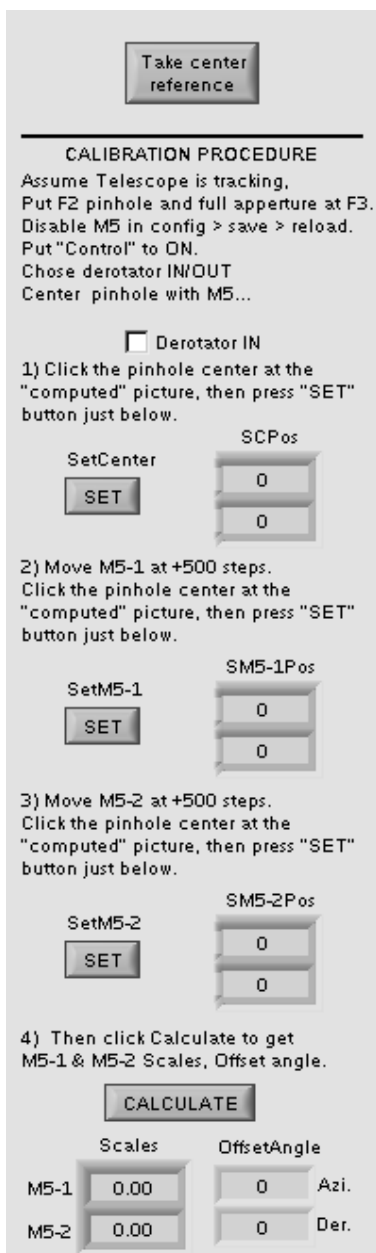 Take center
reference
CALIBRATION PROCEDURE
Assume Telescope is tracking,
Put F2 pinhole and full apperture at F3.
Disable M5 in config > save > reload.
Put "Control" to ON.
Chose derotator IN/OUT
Center pinhole with M5...
Derotator IN
1) Click the pinhole center at the
"computed" picture, then press "SET"
button just below.
SCPos
SetCenter
0
SET
0
2) Move M5-1 at +500 steps.
Click the pinhole center at the
"computed" picture, then press "SET"
button just below.
SM5-1Pos
SetM5-1
0
SET
0
3) Move M5-2 at +500 steps.
Click the pinhole center at the
"computed" picture, then press "SET"
button just below.
SM5-2Pos
SetM5-2
0
SET
0
4) Then click Calculate to get
M5-1 & M5-2 Scales, Offset angle.
CALCULATE
Scales OffsetAngle
M5-1 0.00 0 Azi.
M5-2 0.00 0 Der.